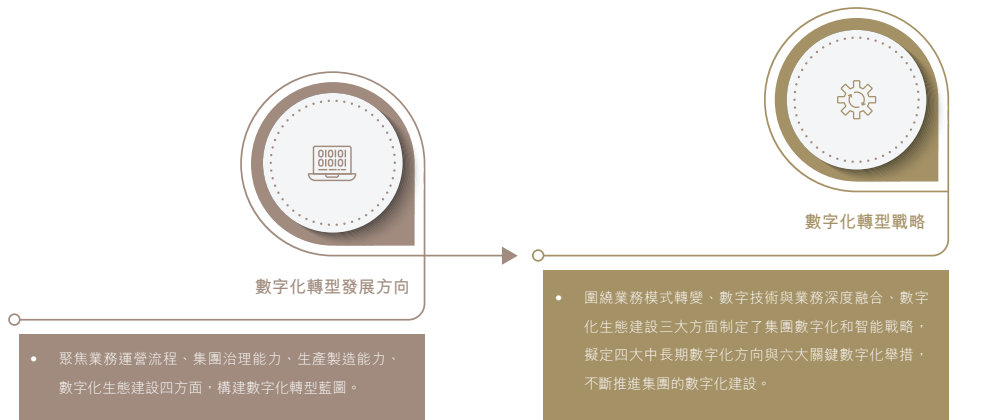 010101
010101
數字化轉型發展方向
• 聚焦業務運營流程、集團治理能力、生產製造能力、
數字化生態建設四方面，構建數字化轉型藍圖。
數字化轉型戰略
• 圍繞業務模式轉變、數字技術與業務深度融合、數字
化生態建設三大方面制定了集團數字化和智能戰略，
擬定四大中長期數字化方向與六大關鍵數字化舉措，
不斷推進集團的數字化建設。